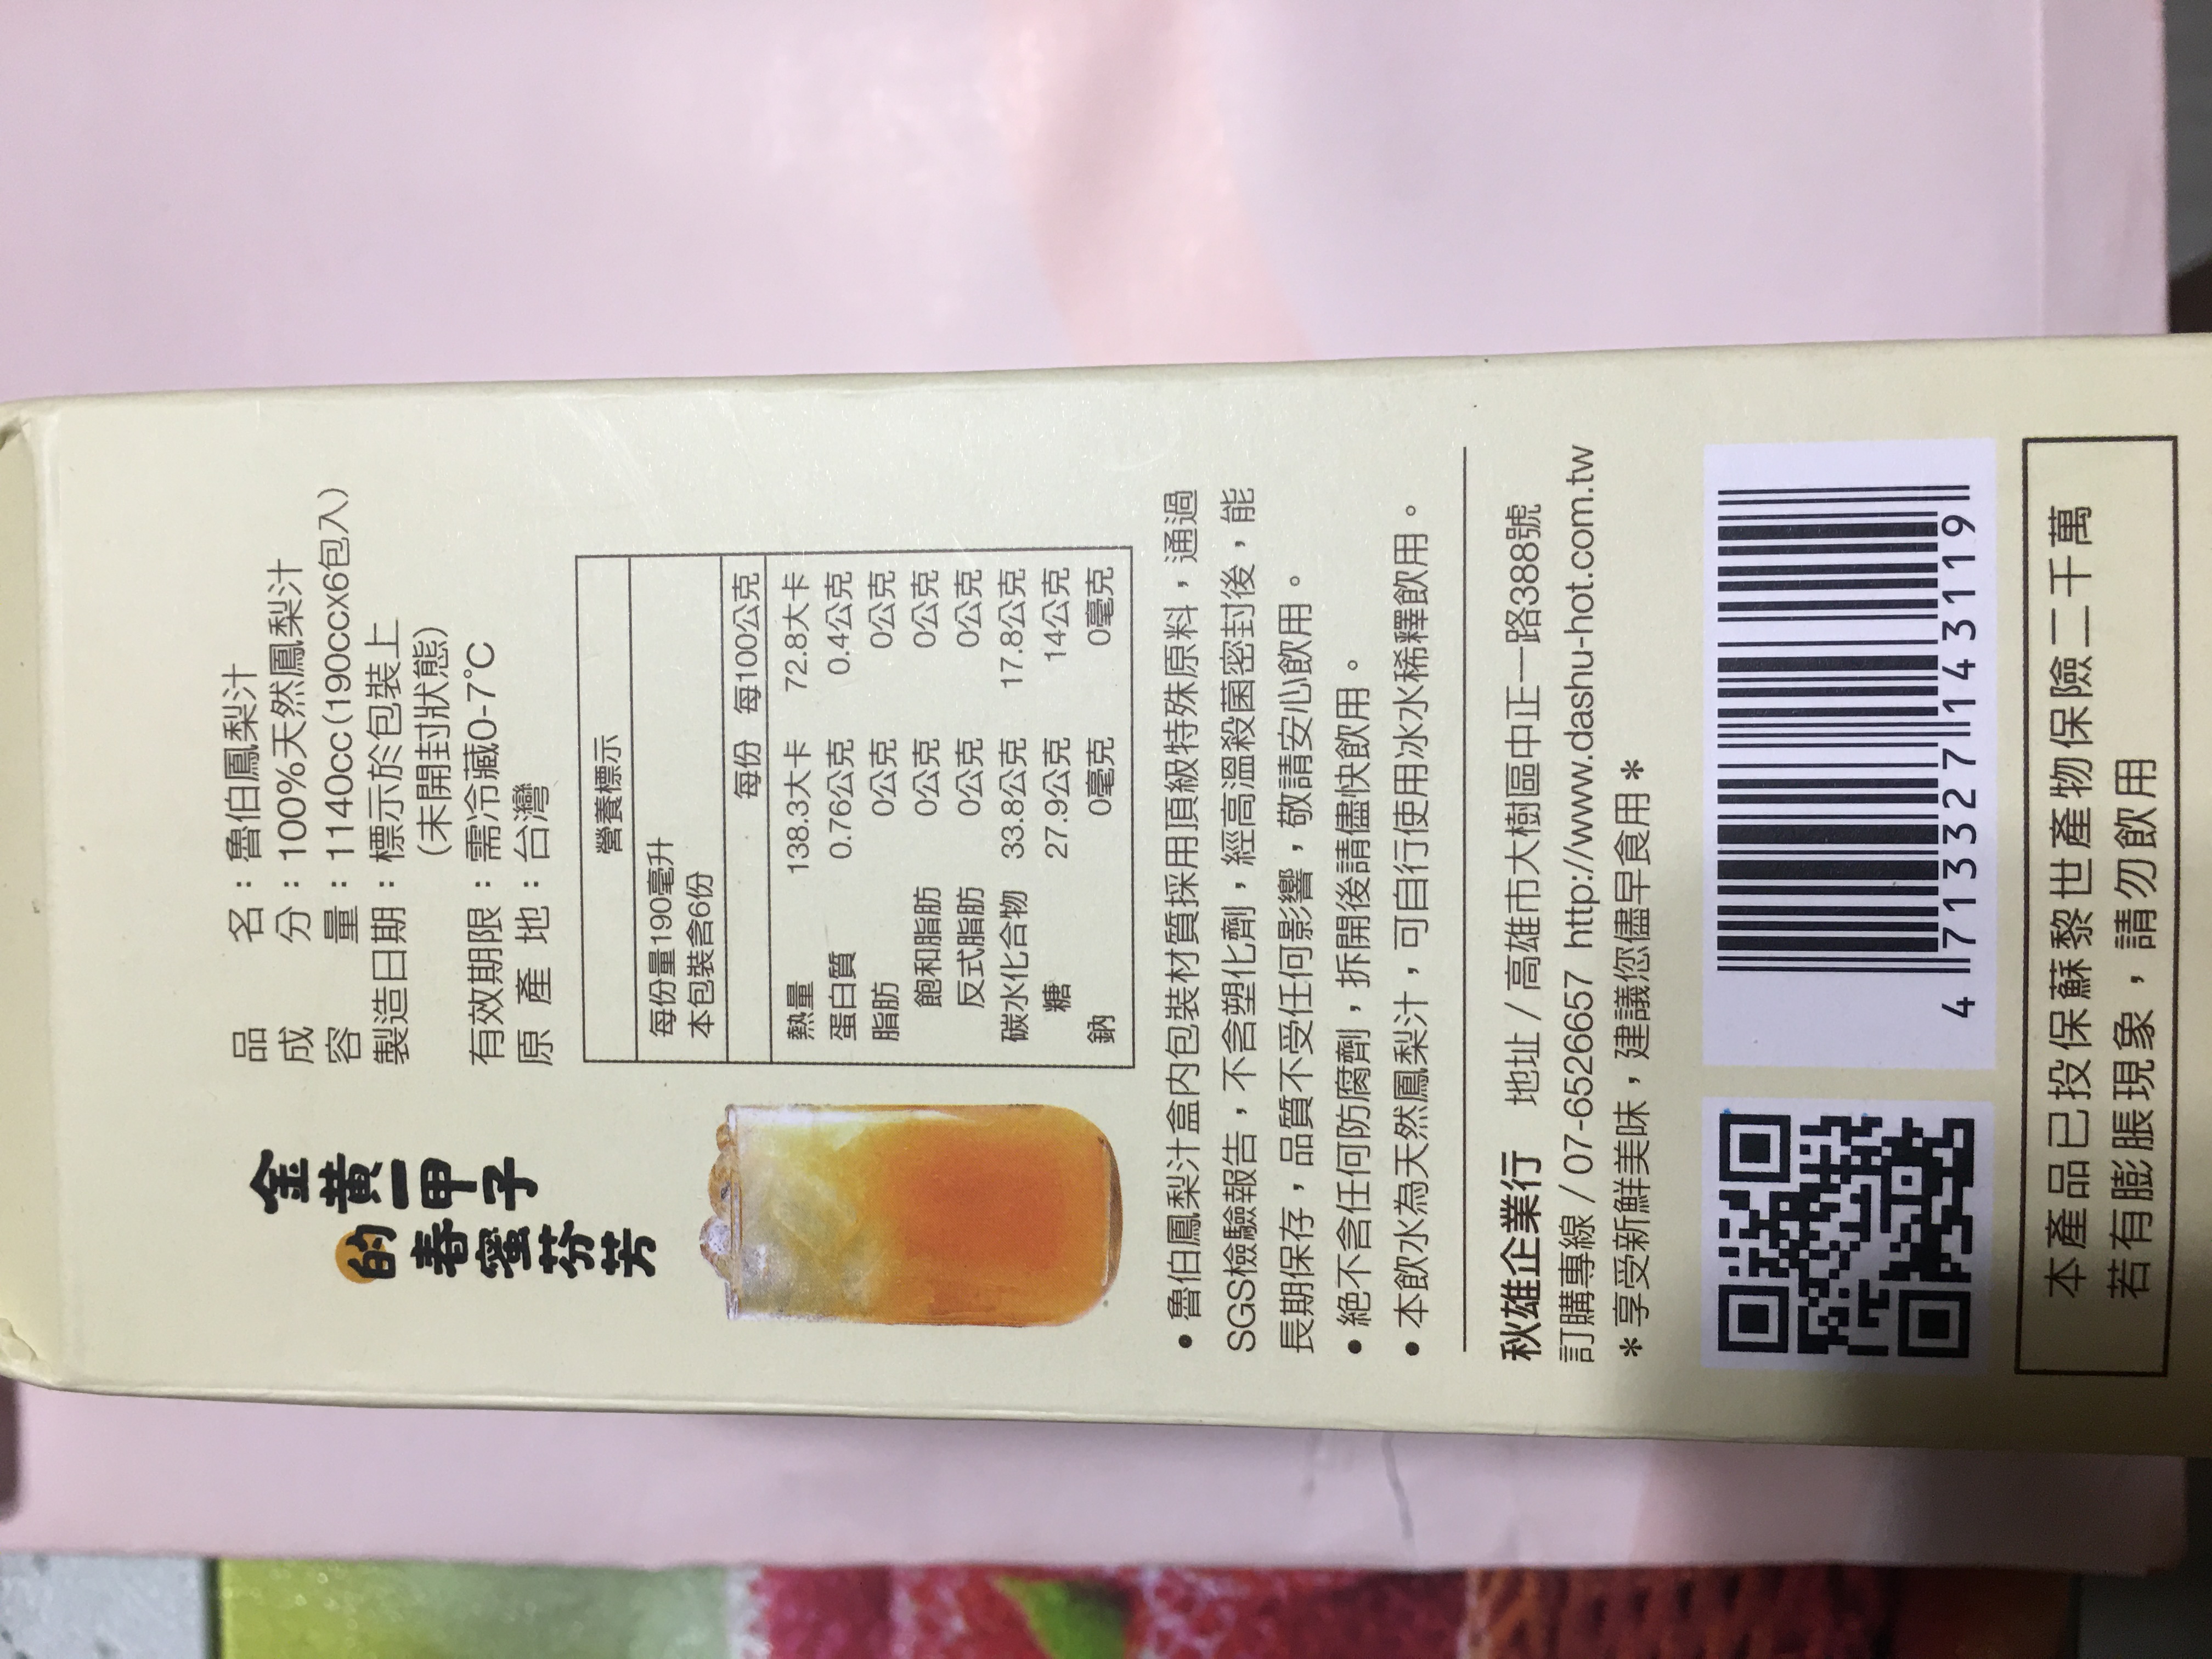 金黃一甲子
的春蜜芬芳
品名：魯伯鳳梨汁
成分：100%天然鳳梨汁
容量：1140cc（190ccx6包入）
製造日期：標示於包裝上
（未開封狀態）
有效期限：需冷藏0-7°C
原產地：台灣
營養標示
每份量190毫升
本包裝含6份
每份 每100公克
熱量 138.3大卡 72.8大卡
蛋白質 0.76公克 0.4公克
脂肪 0公克 0公克
飽和脂肪 0公克 0公克
反式脂肪 0公克 0公克
碳水化合物 33.8公克 17.8公克
糖 27.9公克 14公克
鈉 0毫克 0毫克
• 魯伯鳳梨汁盒內包裝材質採用頂級特殊原料，通過
SGS檢驗報告，不含塑化劑，經高溫殺菌密封後，能
長期保存，品質不受任何影響，敬請安心飲用。
• 絕不含任何防腐劑，拆開後請儘快飲用。
• 本飲水為天然鳳梨汁，可自行使用冰水稀釋飲用。
秋雄企業行 地址 / 高雄市大樹區中正一路388號
訂購專線 / 07-6526657 http://www.dashu-hot.com.tw
＊享受新鮮美味，建議您儘早食用＊
4 713327 143119
本產品已投保蘇黎世產物保險二千萬
若有膨脹現象，請勿飲用